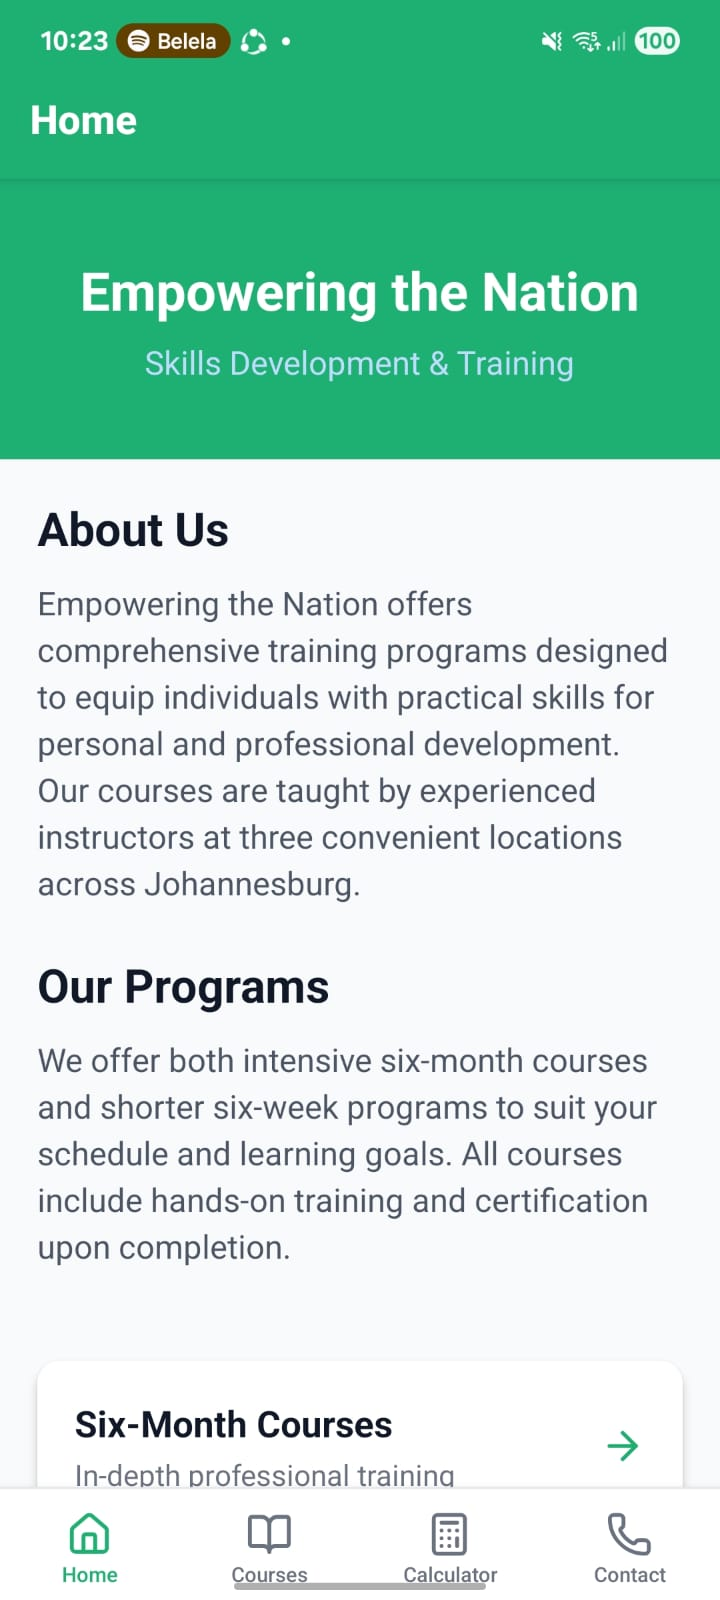 10:23 Belela 5 100
Home
Empowering the Nation
Skills Development & Training
About Us
Empowering the Nation offers
comprehensive training programs designed
to equip individuals with practical skills for
personal and professional development.
Our courses are taught by experienced
instructors at three convenient locations
across Johannesburg.
Our Programs
We offer both intensive six-month courses
and shorter six-week programs to suit your
schedule and learning goals. All courses
include hands-on training and certification
upon completion.
Six-Month Courses
In-depth professional training
Home Courses Calculator Contact